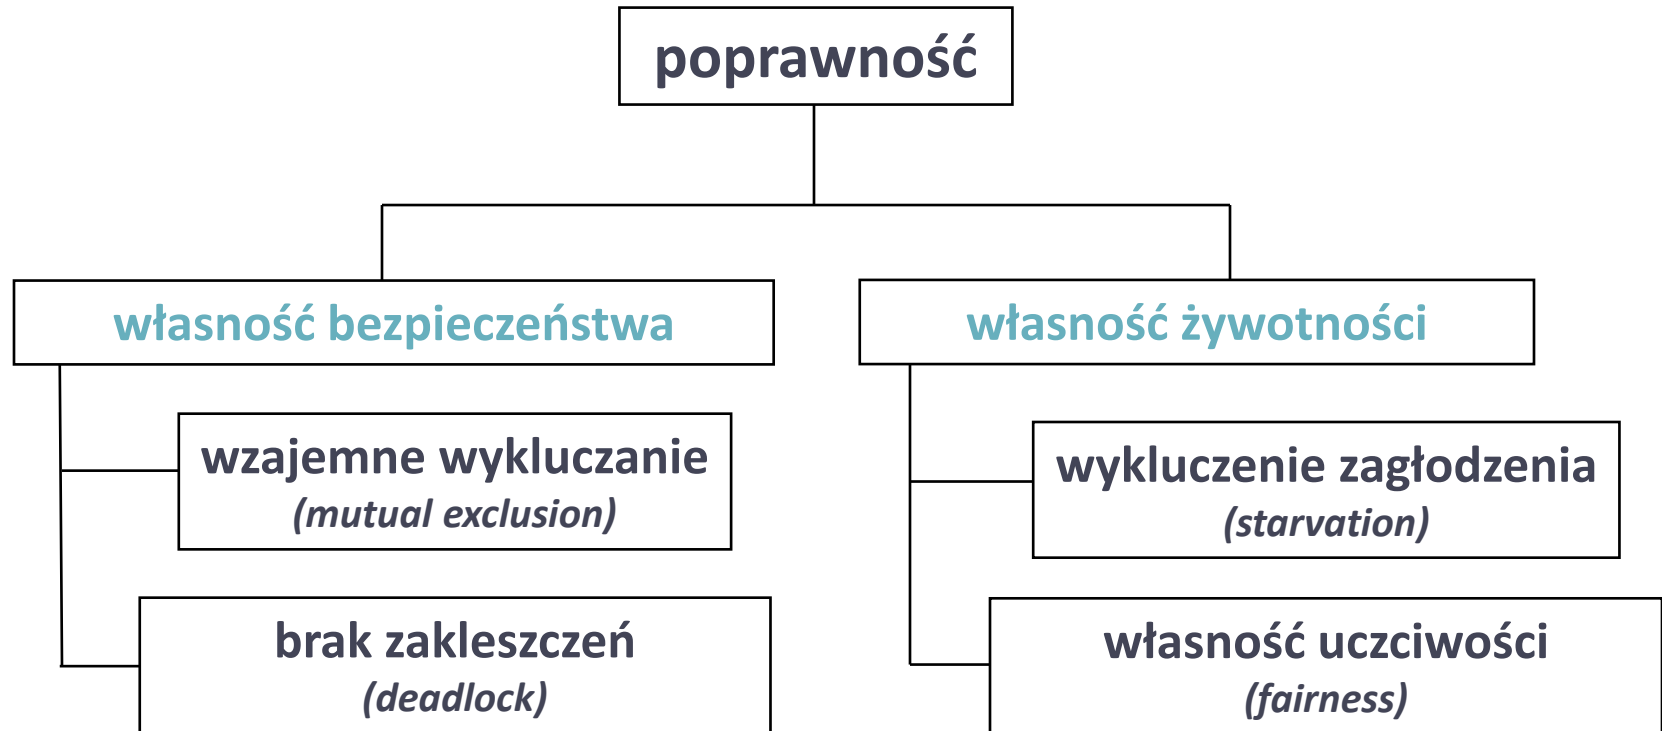 poprawność
własność bezpieczeństwa
wzajemne wykluczanie
(mutual exclusion)
brak zakleszczeń
(deadlock)
własność żywotności
wykluczenie zagłodzenia
(starvation)
własność uczciwości
(fairness)